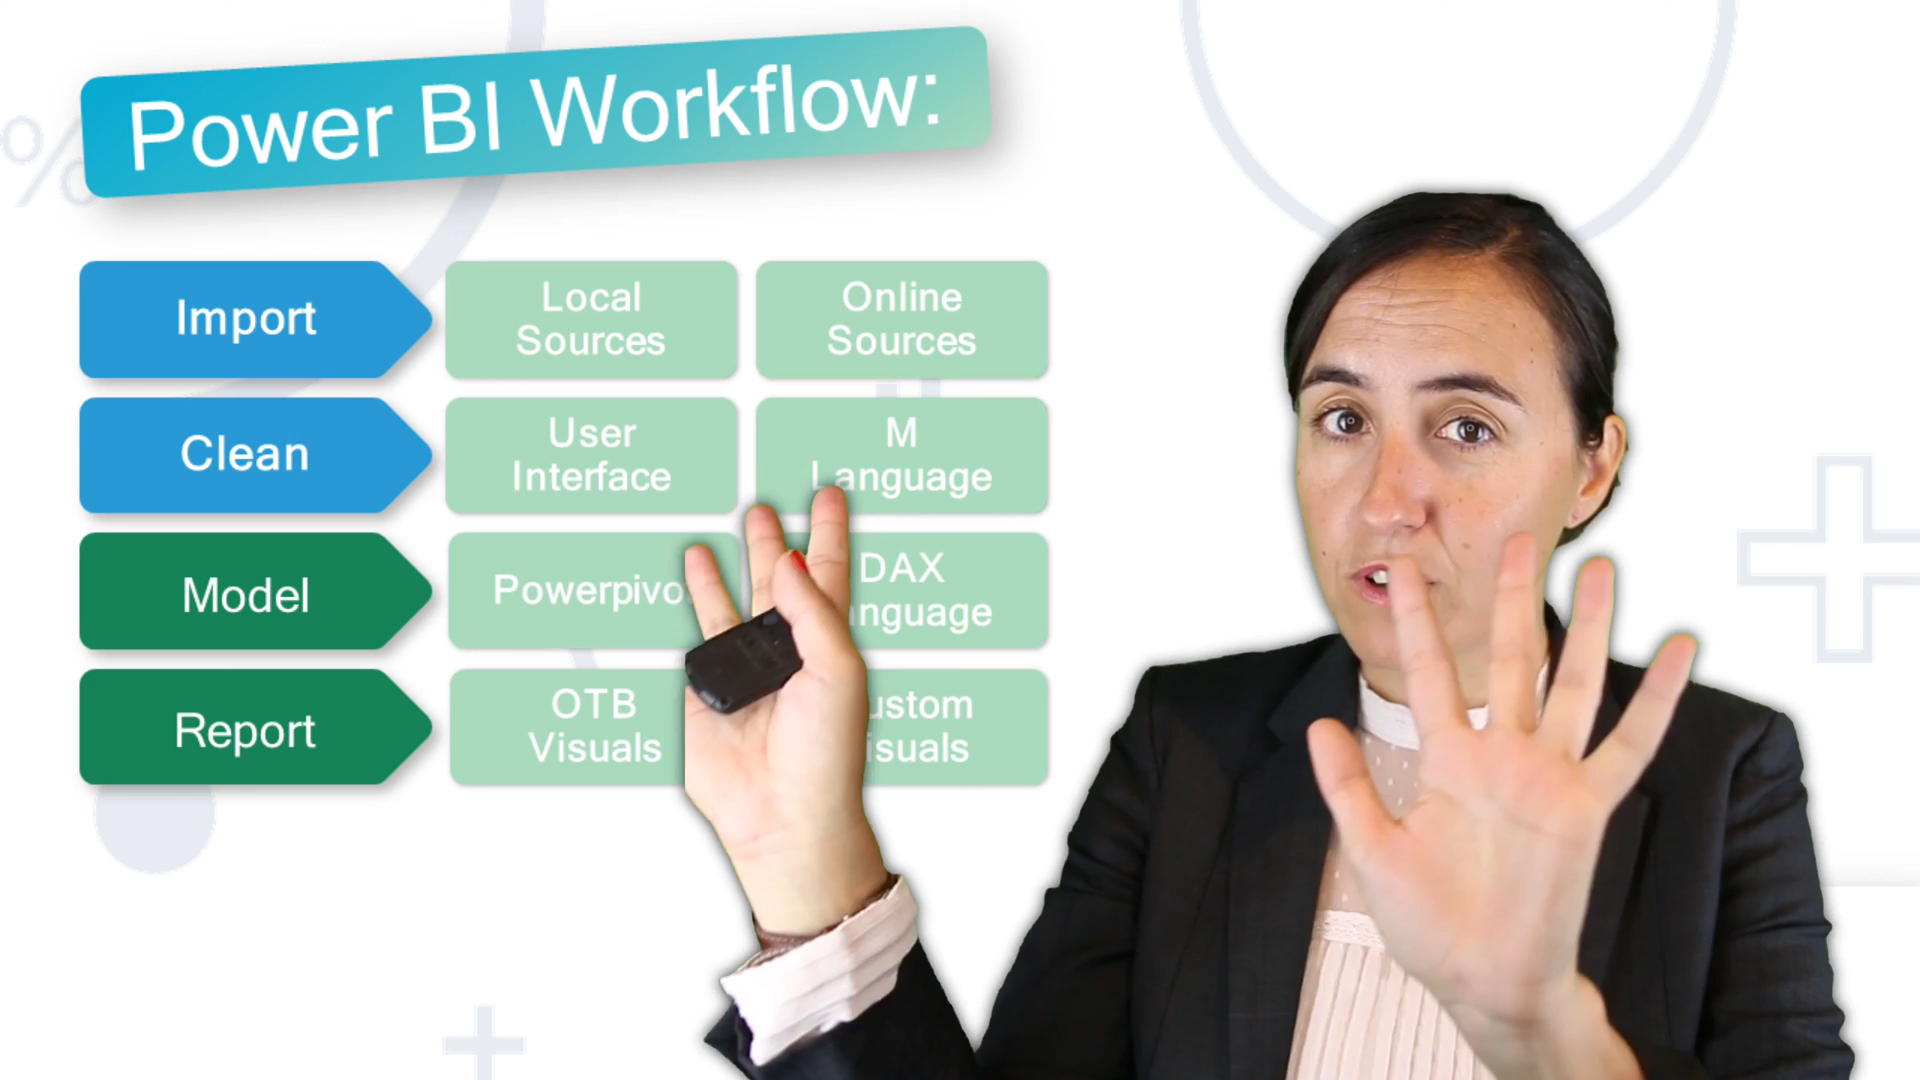 Power BI Workflow:
Import
Local
Sources
Online
Sources
Clean
User
Interface
M
Language
Model
Powerpivo
DAX
nguage
Report
OTB
Visuals
ustom
isuals
%